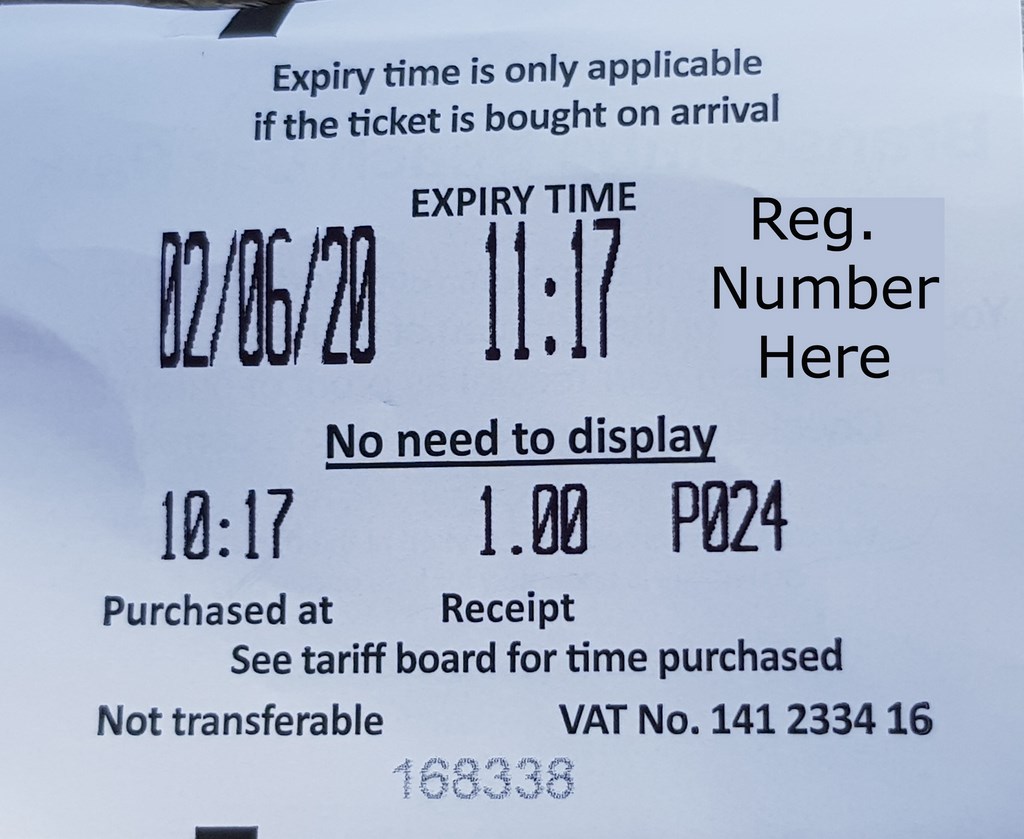 Expiry time is only applicable
if the ticket is bought on arrival
EXPIRY TIME
02/06/20 11:17
Reg.
Number
Here
No need to display
10:17 1.00 P024
Purchased at Receipt
See tariff board for time purchased
Not transferable VAT No. 141 2334 16
168338